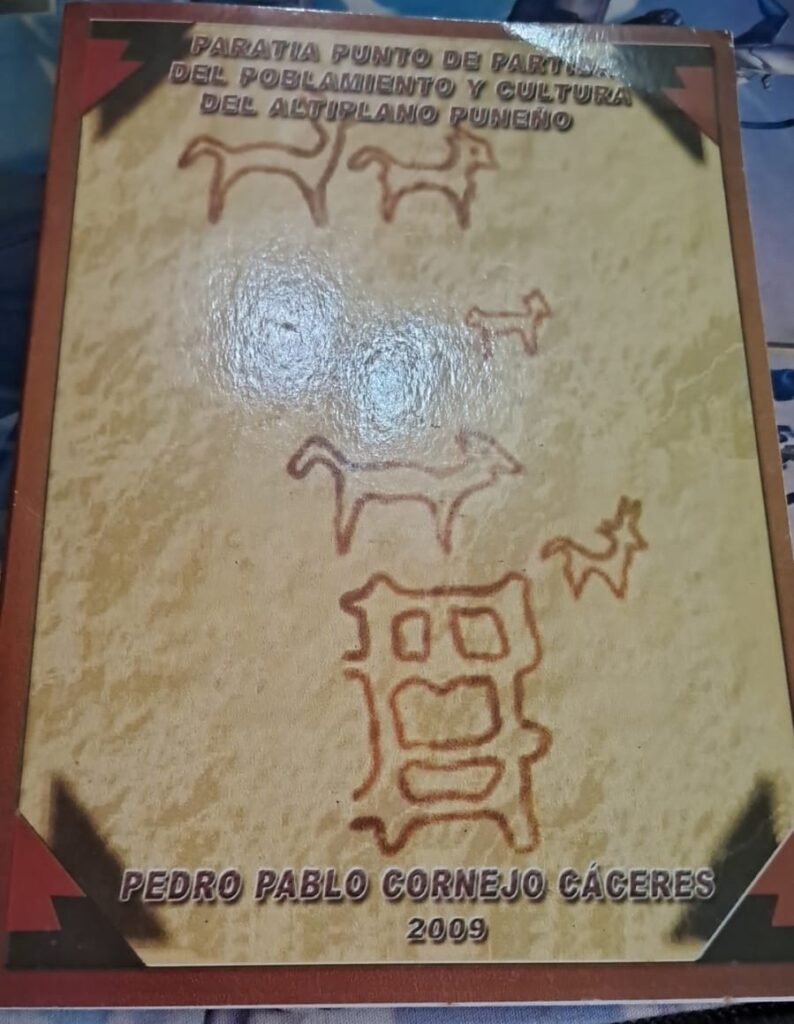 PARATIA PUNTO DE PARTIDA
DEL POBLAMIENTO Y CULTURA
DEL ALTIPLANO PUNEÑO
PEDRO PABLO CORNEJO CÁCERES
2009